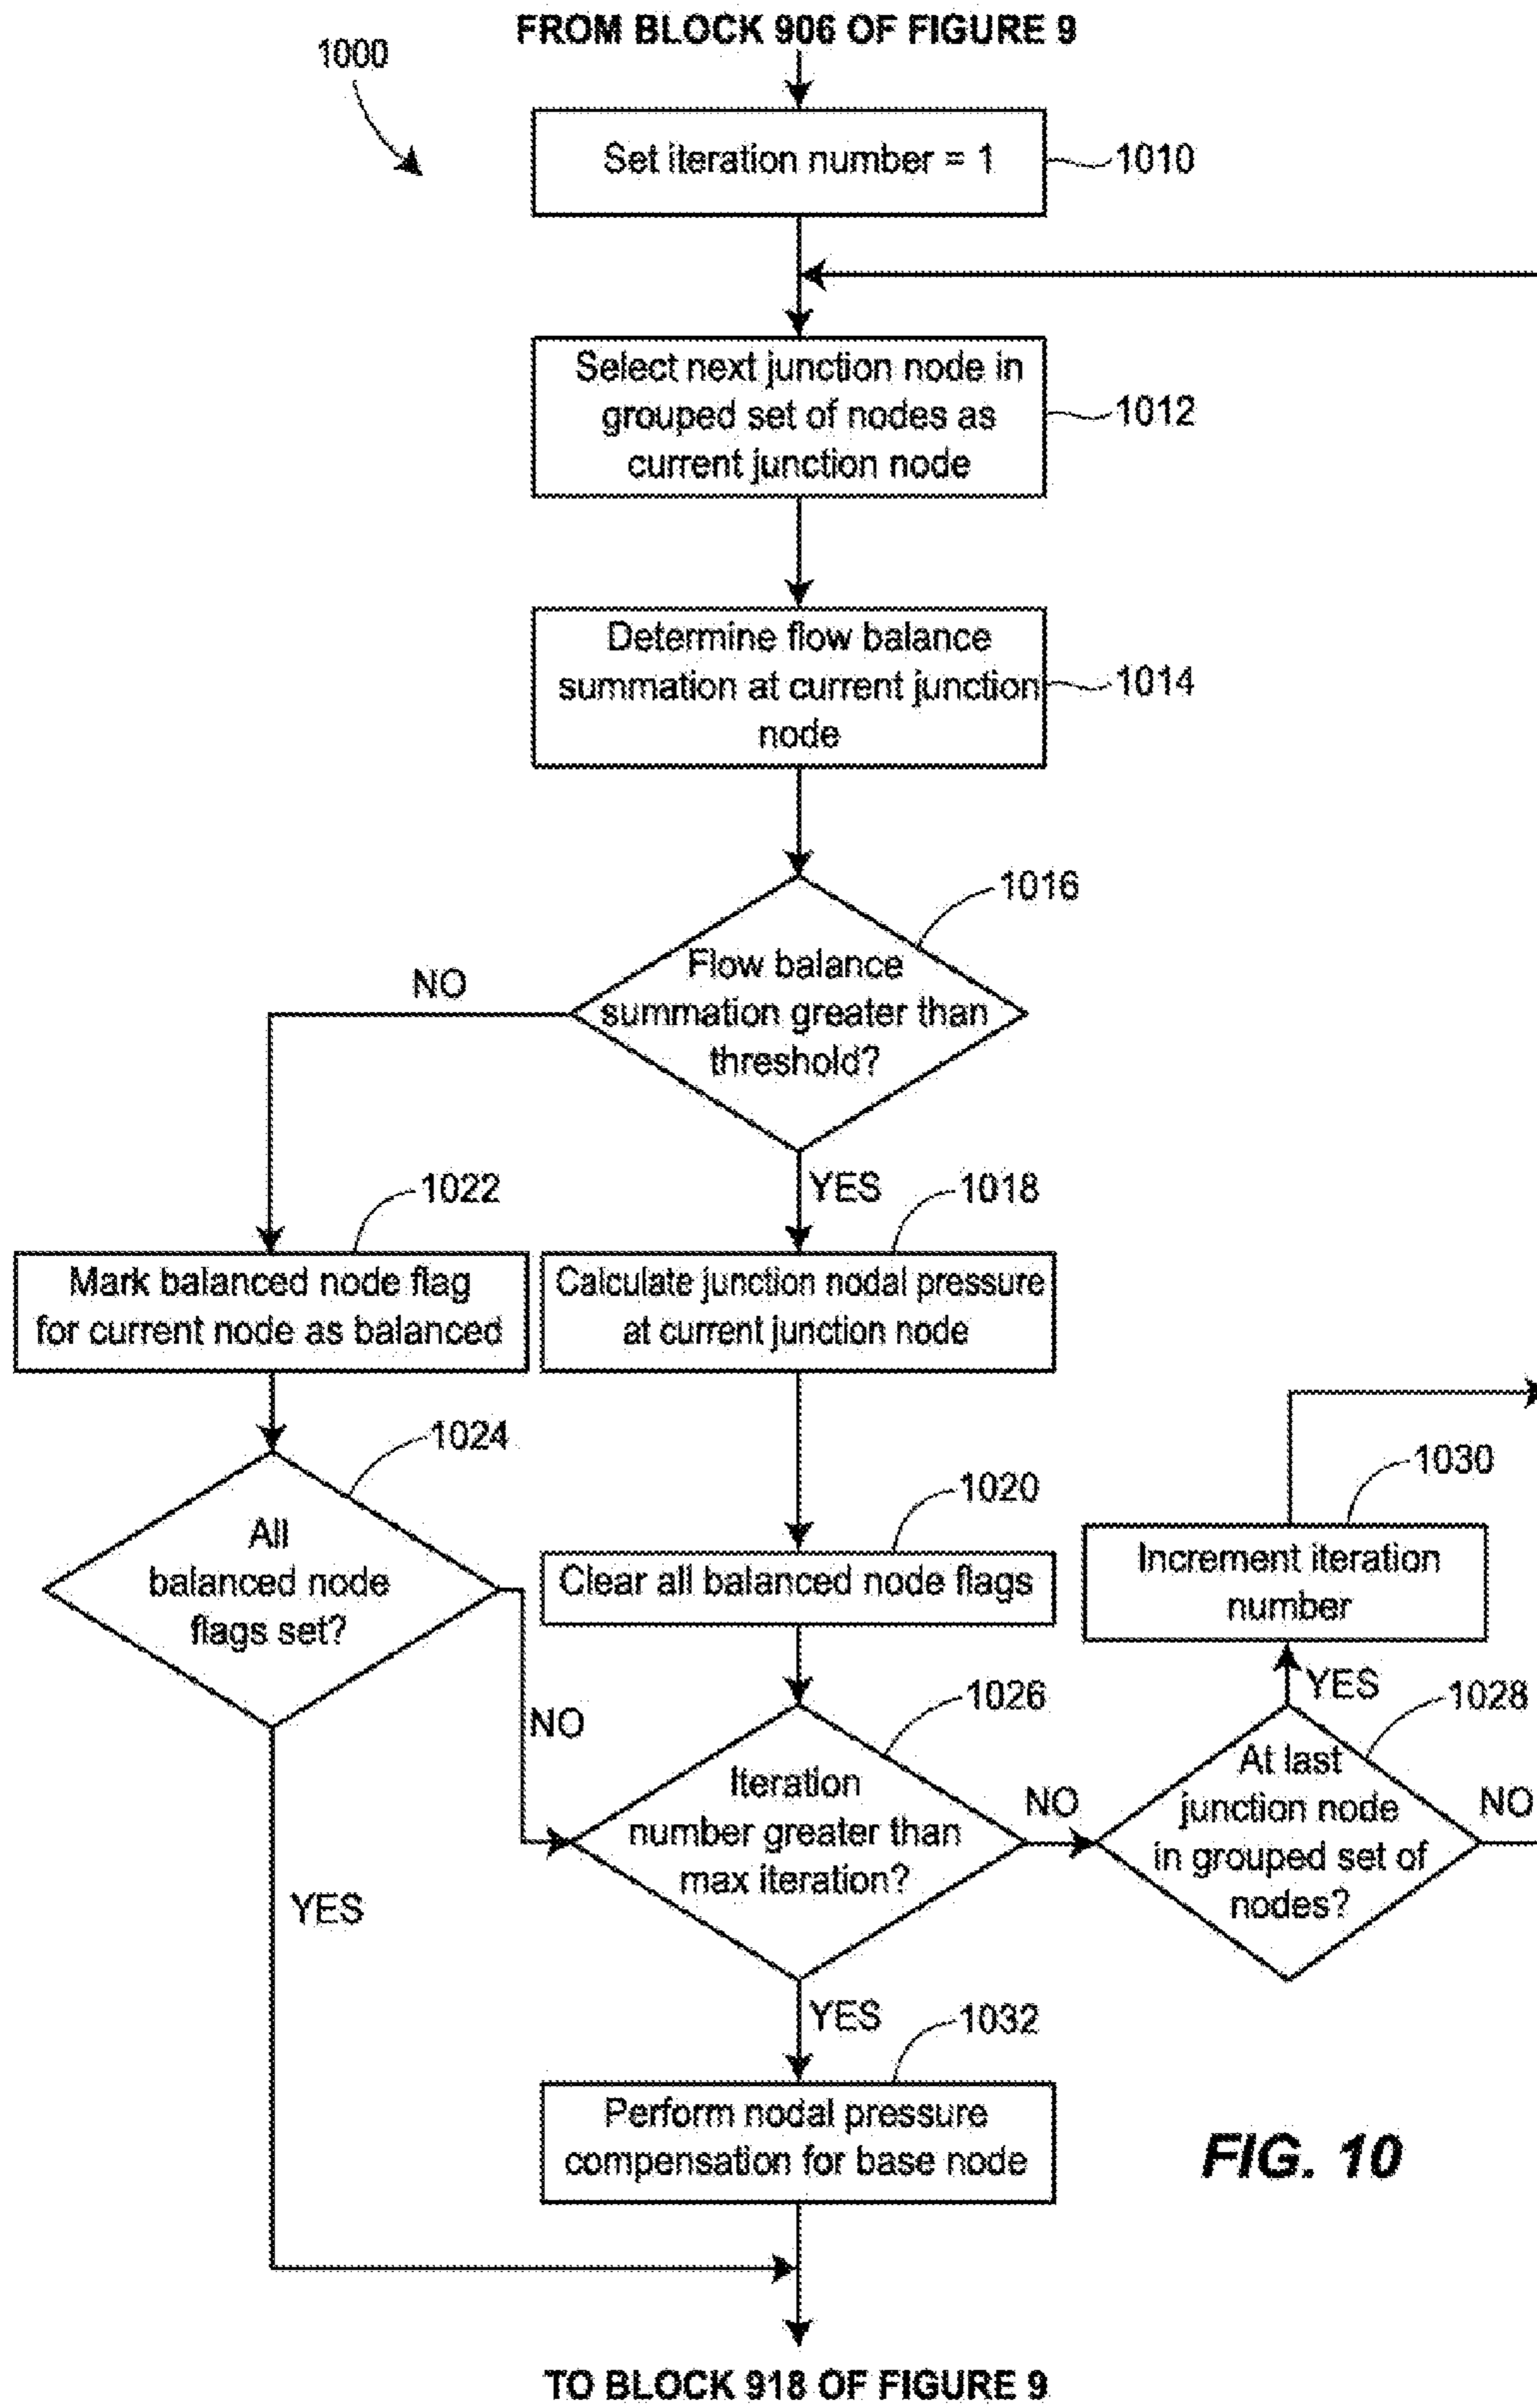 FROM BLOCK 906 OF FIGURE 9
1000
Set iteration number = 1
1010
Select next junction node in
grouped set of nodes as
current junction node
1012
Determine flow balance
summation at current junction
node
1014
1016
Flow balance
summation greater than
threshold?
NO
YES
1022
Mark balanced node flag
for current node as balanced
1018
Calculate junction nodal pressure
at current junction node
1024
All
balanced node
flags set?
NO
YES
1020
Clear all balanced node flags
1030
Increment iteration
number
1026
Iteration
number greater than
max iteration?
NO
YES
YES
1028
At last
junction node
in grouped set of
nodes?
NO
1032
Perform nodal pressure
compensation for base node
FIG. 10
TO BLOCK 918 OF FIGURE 9